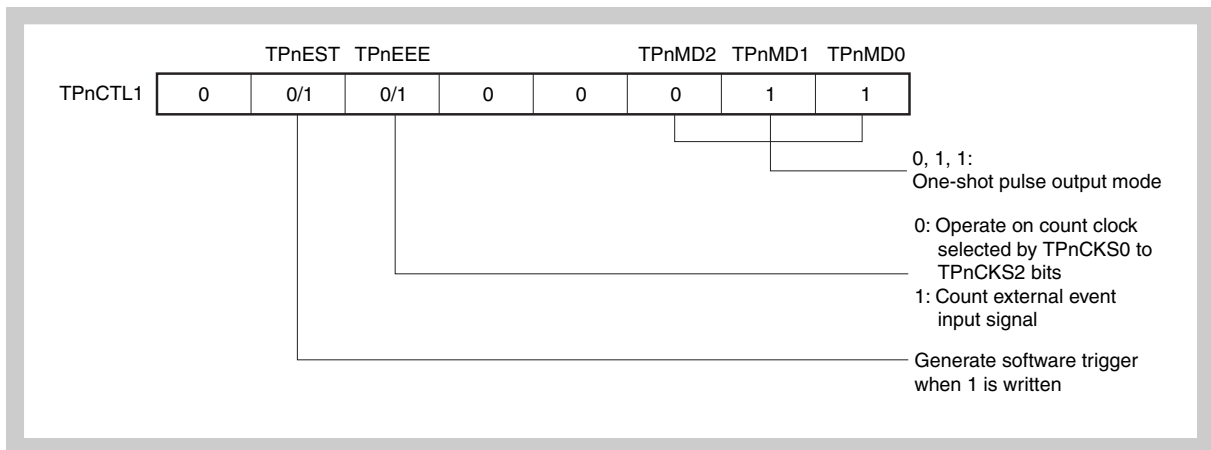 TPnEST TPnEEE TPnMD2 TPnMD1 TPnMD0
TPnCTL1 0 0/1 0/1 0 0 0 1 1
0, 1, 1:
One-shot pulse output mode
0: Operate on count clock
selected by TPnCKS0 to
TPnCKS2 bits
1: Count external event
input signal
Generate software trigger
when 1 is written